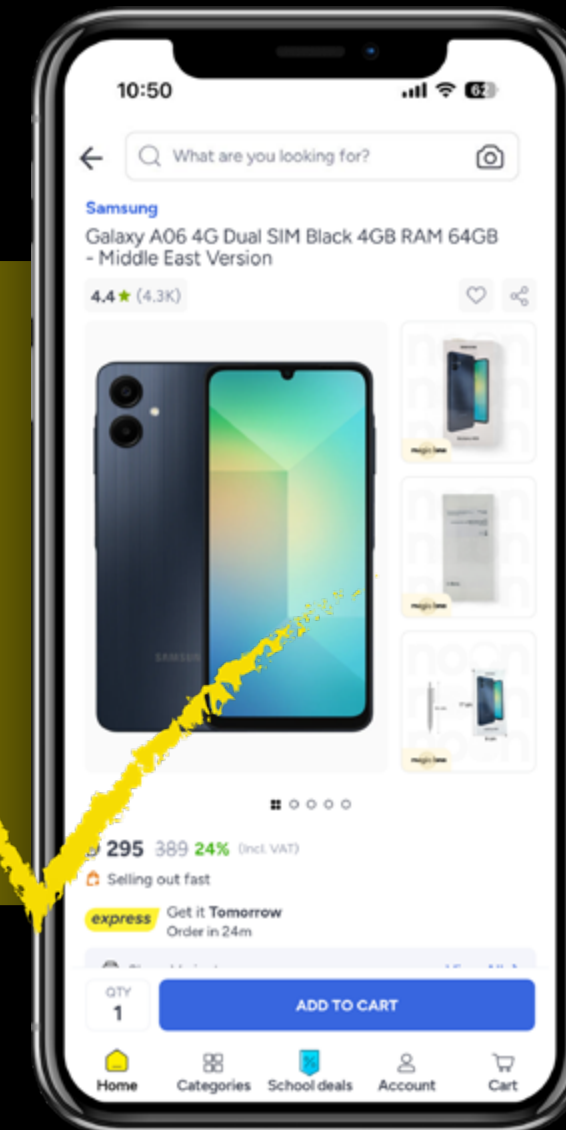 10:50
62
What are you looking for?
Samsung
Galaxy A06 4G Dual SIM Black 4GB RAM 64GB
- Middle East Version
4.4 ★ (4.3K)
SAMSUNG
295 389 24% (Incl. VAT)
Selling out fast
express Get it Tomorrow
Order in 24m
QTY
1
ADD TO CART
Home Categories School deals Account Cart